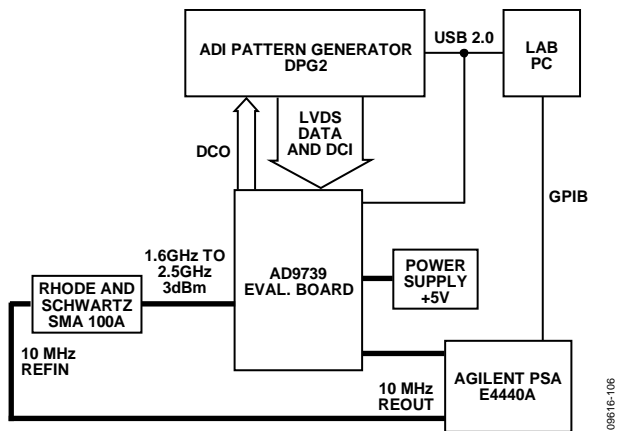 ADI PATTERN GENERATOR
DPG2
USB 2.0
LAB
PC
LVDS
DATA
AND DCI
DCO
GPIB
1.6GHz TO
2.5GHz
3dBm
AD9739
EVAL. BOARD
POWER
SUPPLY
+5V
RHODE AND
SCHWARTZ
SMA 100A
10 MHz
REFIN
10 MHz
REOUT
AGILENT PSA
E4440A
09616-106